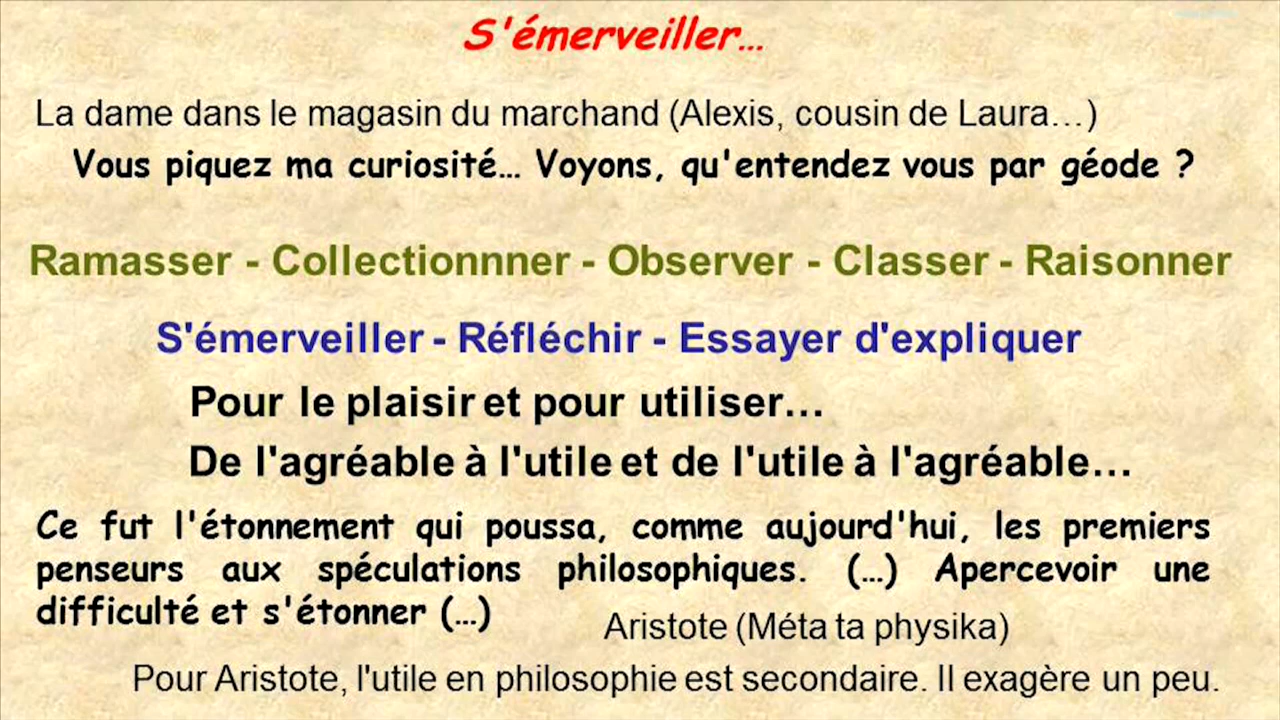 S'émerveiller...
La dame dans le magasin du marchand (Alexis, cousin de Laura...)
Vous piquez ma curiosité... Voyons, qu'entendez vous par géode ?
Ramasser - Collectionnner - Observer - Classer - Raisonner
S'émerveiller - Réfléchir - Essayer d'expliquer
Pour le plaisir et pour utiliser...
De l'agréable à l'utile et de l'utile à l'agréable...
Ce fut l'étonnement qui poussa, comme aujourd'hui, les premiers
penseurs aux spéculations philosophiques. (...) Apercevoir une
difficulté et s'étonner (...)
Aristote (Méta ta physika)
Pour Aristote, l'utile en philosophie est secondaire. Il exagère un peu.